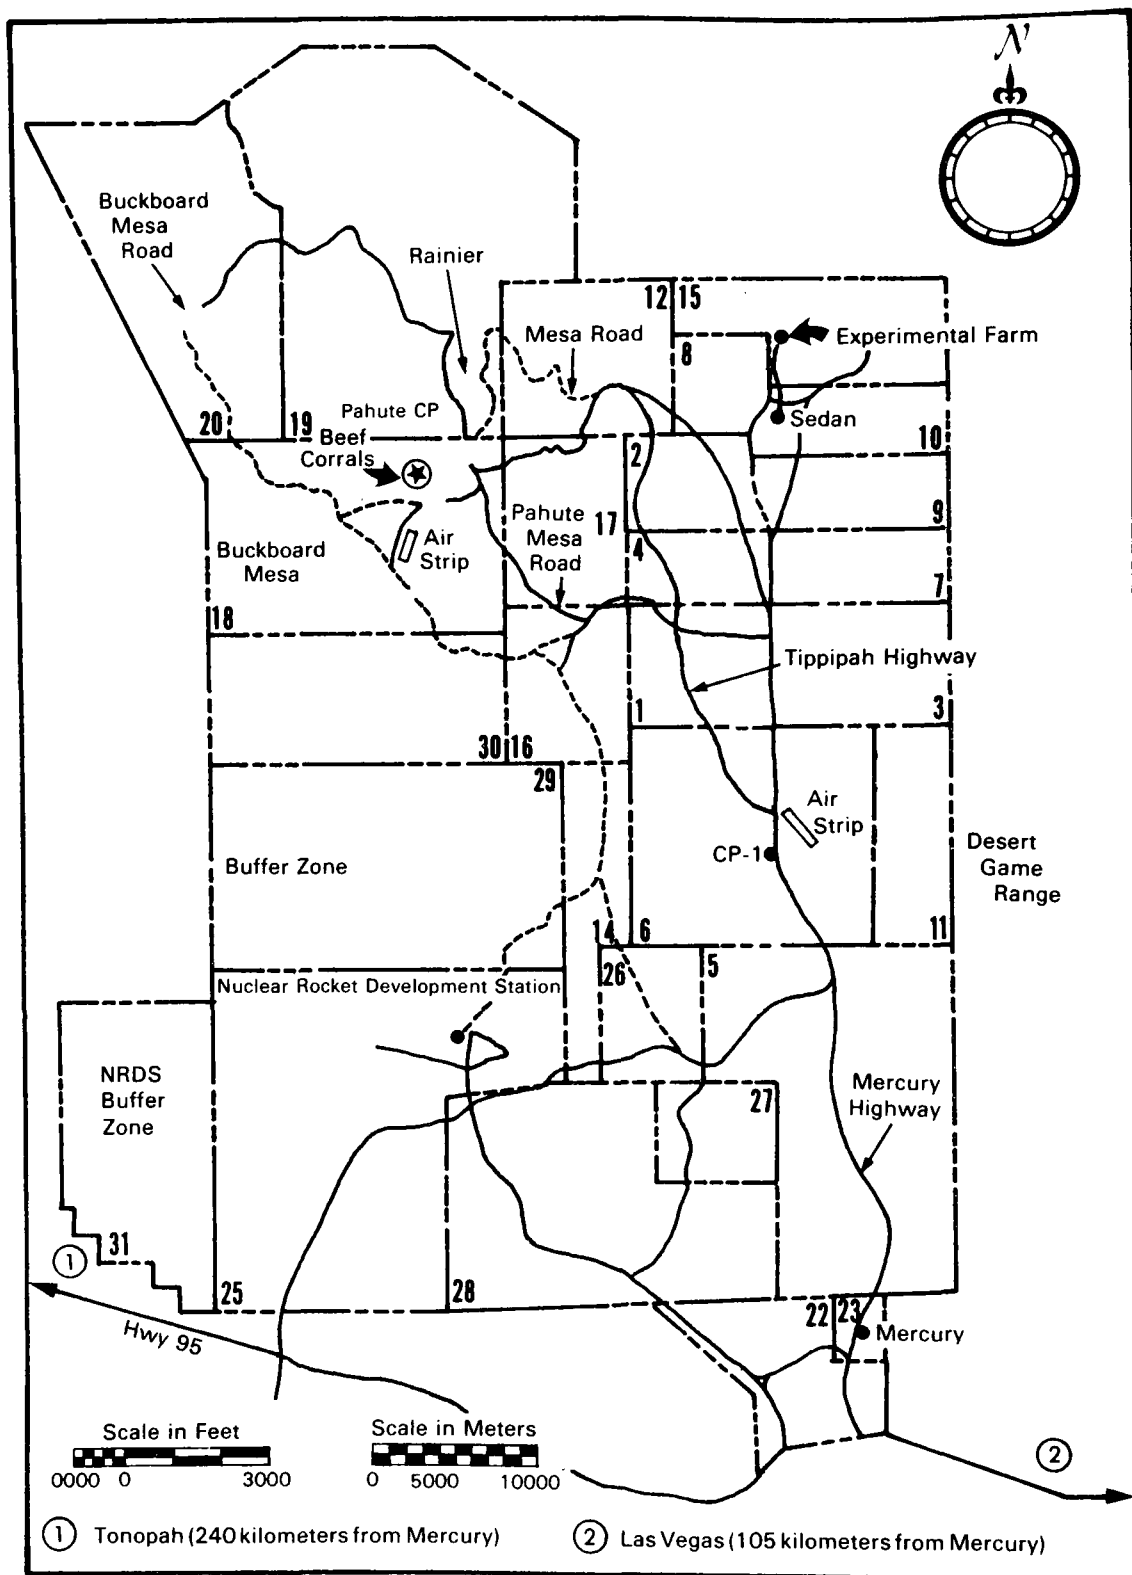 N
Buckboard
Mesa
Road
Rainier
12 15
Mesa Road
Experimental Farm
8
Pahute CP
Sedan
20 19
Beef
Corrals
2
10
Pahute
Mesa
Road
17
9
Air
Strip
4
Buckboard
Mesa
7
18
Tippipah Highway
1
3
30 16
29
Air
Strip
CP-1
Desert
Game
Range
Buffer Zone
14 6
11
26
5
Nuclear Rocket Development Station
NRDS
Buffer
Zone
27
Mercury
Highway
31
1
25
28
22 23
Mercury
Hwy 95
Scale in Feet
0000 0 3000
Scale in Meters
0 5000 10000
2
1 Tonopah (240 kilometers from Mercury)
2 Las Vegas (105 kilometers from Mercury)